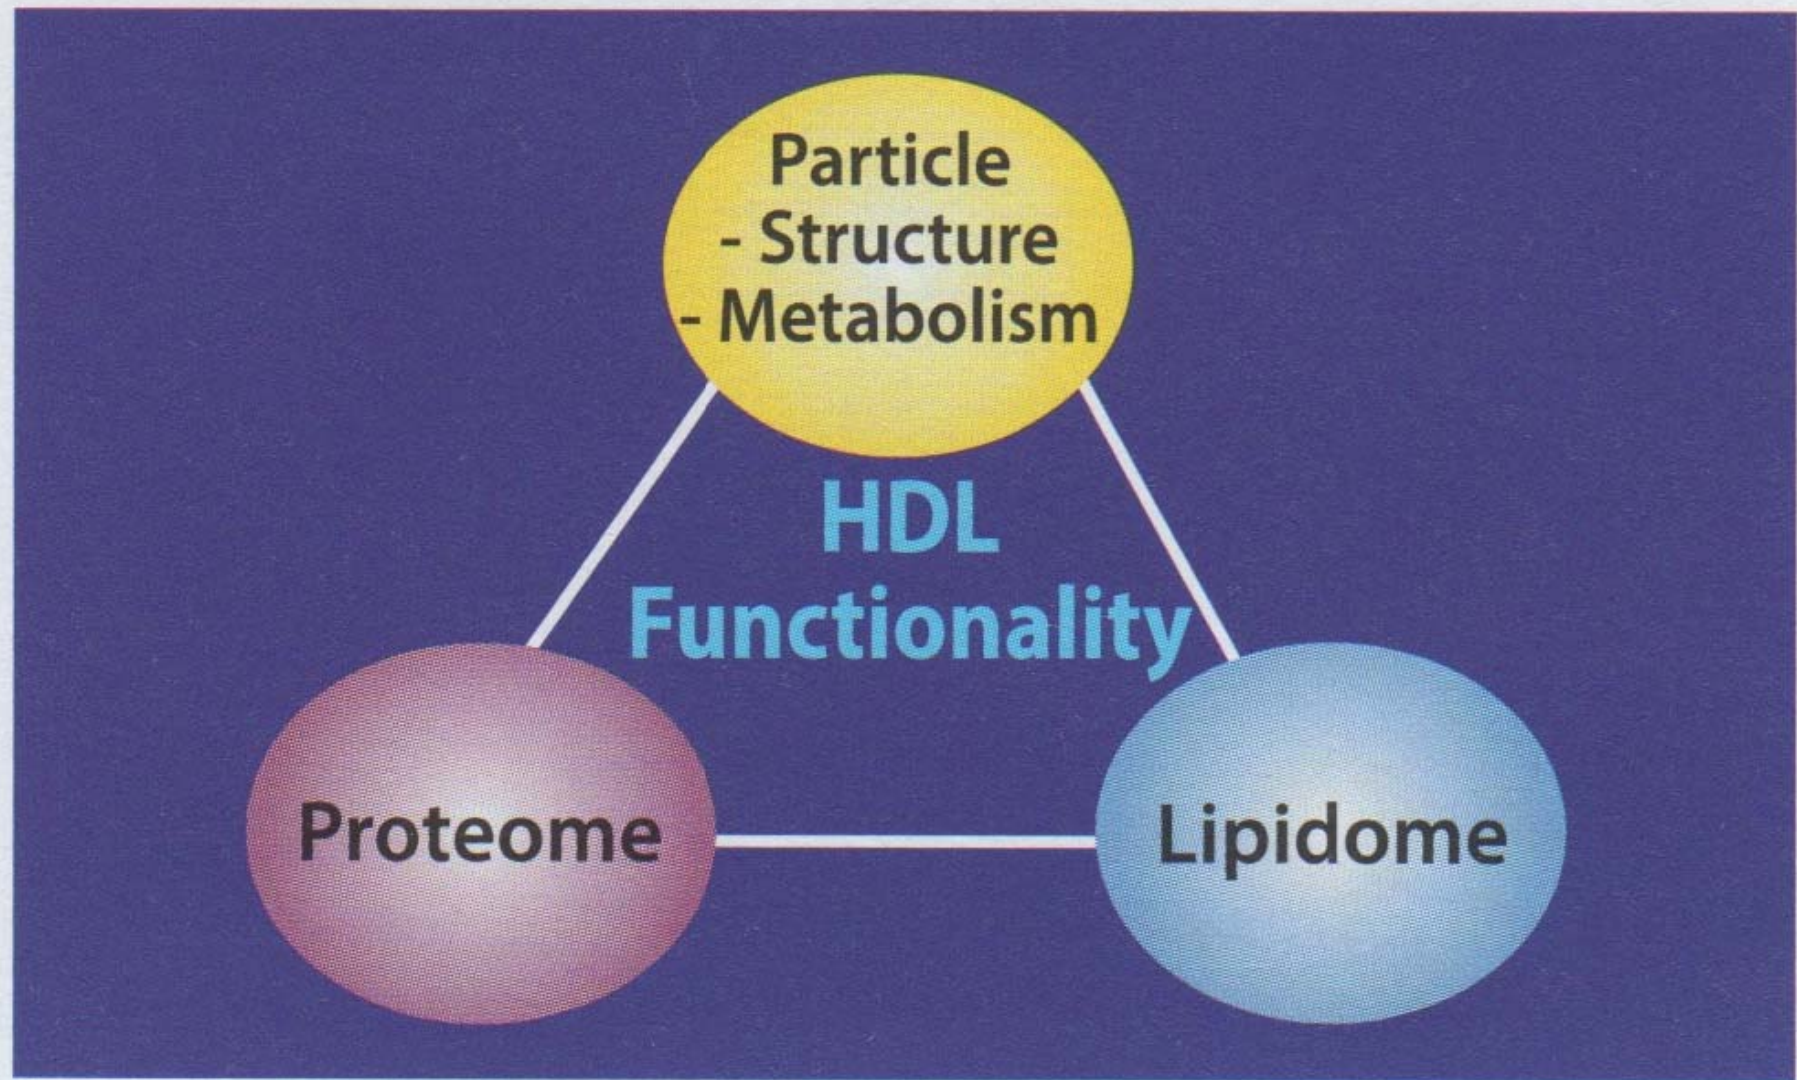 Particle
- Structure
- Metabolism
HDL
Functionality
Proteome
Lipidome